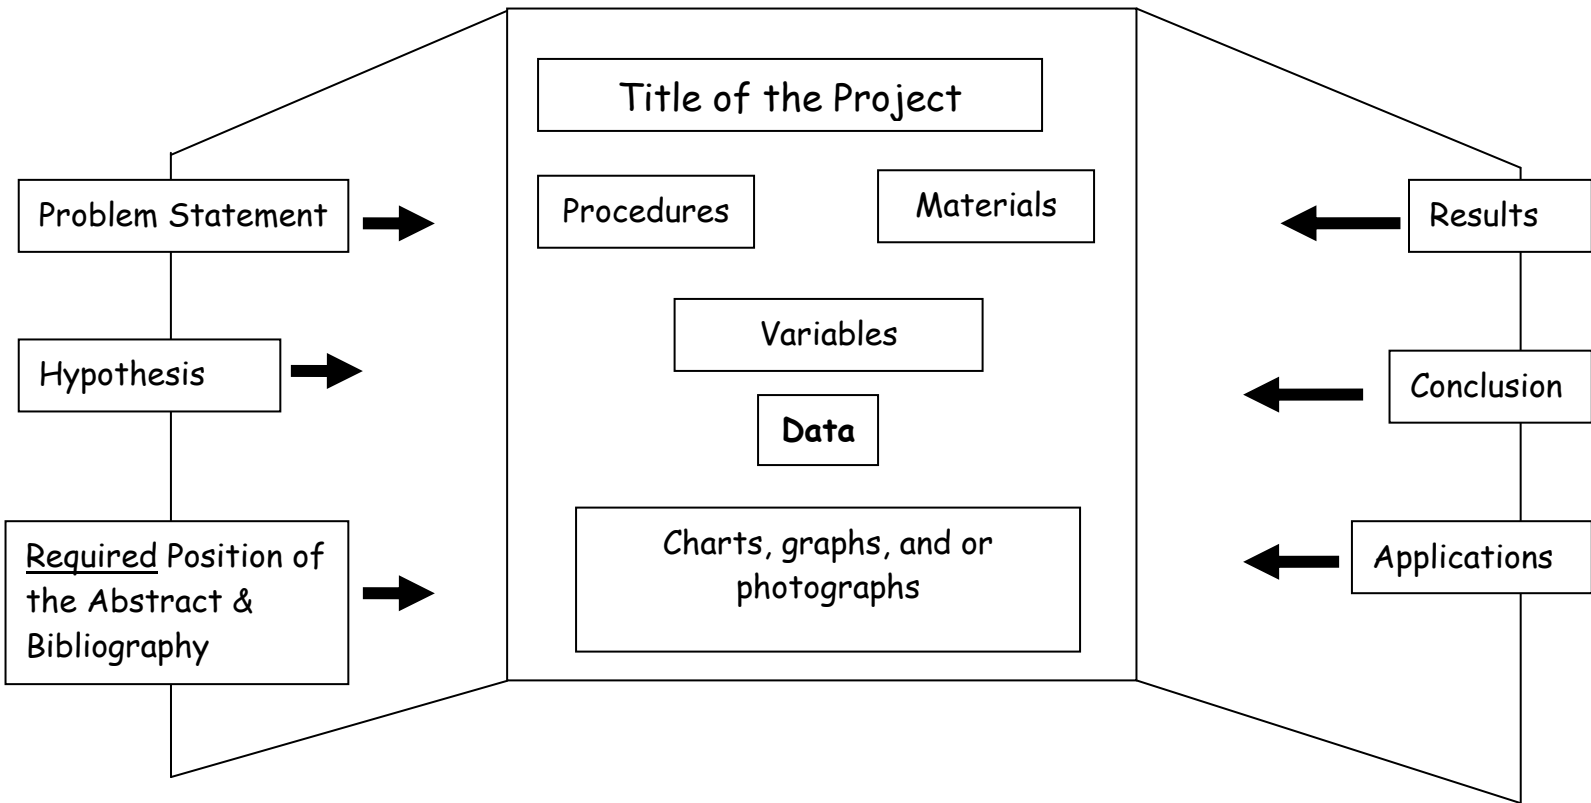 Title of the Project
Problem Statement
Procedures
Materials
Results
Hypothesis
Variables
Conclusion
Data
Required Position of
the Abstract &
Bibliography
Charts, graphs, and or
photographs
Applications